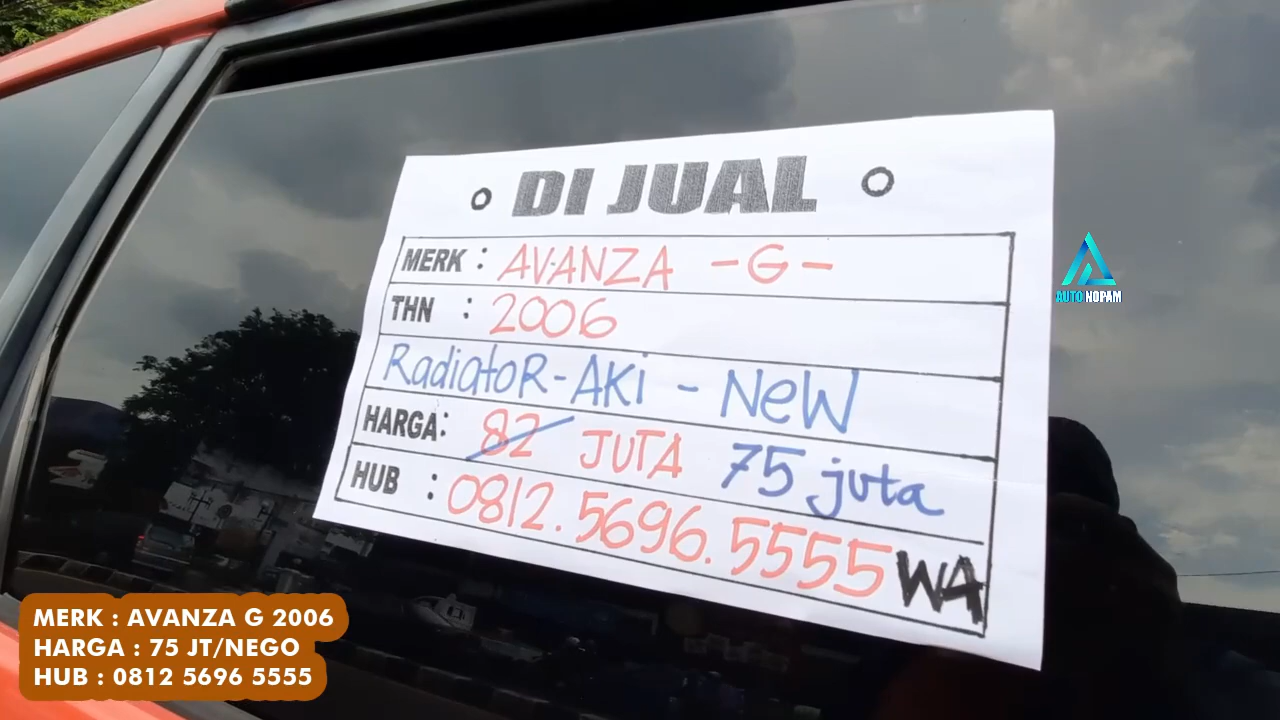 DI JUAL
MERK : AVANZA - G -
THN : 2006
RadiatoR - AKi - NeW
HARGA : 82 JUTA 75 juta
HUB : 0812.5696.5555 WA
AUTO NOPAM
MERK : AVANZA G 2006
HARGA : 75 JT/NEGO
HUB : 0812 5696 5555